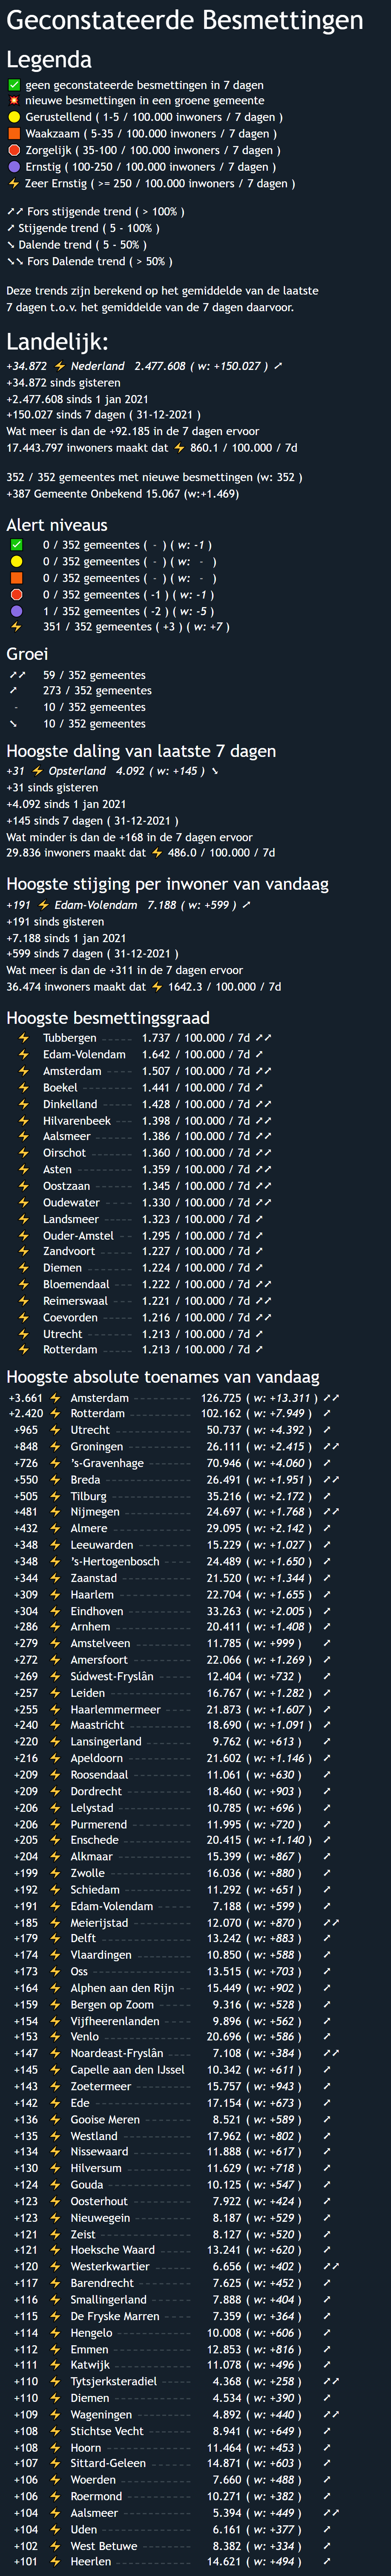 Geconstateerde Besmettingen
Legenda
✅ geen geconstateerde besmettingen in 7 dagen
💥 nieuwe besmettingen in een groene gemeente
🟡 Gerustellend ( 1-5 / 100.000 inwoners / 7 dagen )
🟧 Waakzaam ( 5-35 / 100.000 inwoners / 7 dagen )
🛑 Zorgelijk ( 35-100 / 100.000 inwoners / 7 dagen )
🟣 Ernstig ( 100-250 / 100.000 inwoners / 7 dagen )
⚡ Zeer Ernstig ( >= 250 / 100.000 inwoners / 7 dagen )
➚➚ Fors stijgende trend ( > 100% )
➚ Stijgende trend ( 5 - 100% )
➘ Dalende trend ( 5 - 50% )
➘➘ Fors Dalende trend ( > 50% )
Deze trends zijn berekend op het gemiddelde van de laatste
7 dagen t.o.v. het gemiddelde van de 7 dagen daarvoor.
Landelijk:
+34.872 ⚡ Nederland 2.477.608 ( w: +150.027 ) ➚
+34.872 sinds gisteren
+2.477.608 sinds 1 jan 2021
+150.027 sinds 7 dagen ( 31-12-2021 )
Wat meer is dan de +92.185 in de 7 dagen ervoor
17.443.797 inwoners maakt dat ⚡ 860.1 / 100.000 / 7d
352 / 352 gemeentes met nieuwe besmettingen (w: 352 )
+387 Gemeente Onbekend 15.067 (w:+1.469)
Alert niveaus
✅ 0 / 352 gemeentes ( - ) ( w: -1 )
🟡 0 / 352 gemeentes ( - ) ( w: - )
🟧 0 / 352 gemeentes ( - ) ( w: - )
🛑 0 / 352 gemeentes ( -1 ) ( w: -1 )
🟣 1 / 352 gemeentes ( -2 ) ( w: -5 )
⚡ 351 / 352 gemeentes ( +3 ) ( w: +7 )
Groei
➚➚ 59 / 352 gemeentes
➚ 273 / 352 gemeentes
- 10 / 352 gemeentes
➘ 10 / 352 gemeentes
Hoogste daling van laatste 7 dagen
+31 ⚡ Opsterland 4.092 ( w: +145 ) ➘
+31 sinds gisteren
+4.092 sinds 1 jan 2021
+145 sinds 7 dagen ( 31-12-2021 )
Wat minder is dan de +168 in de 7 dagen ervoor
29.836 inwoners maakt dat ⚡ 486.0 / 100.000 / 7d
Hoogste stijging per inwoner van vandaag
+191 ⚡ Edam-Volendam 7.188 ( w: +599 ) ➚
+191 sinds gisteren
+7.188 sinds 1 jan 2021
+599 sinds 7 dagen ( 31-12-2021 )
Wat meer is dan de +311 in de 7 dagen ervoor
36.474 inwoners maakt dat ⚡ 1642.3 / 100.000 / 7d
Hoogste besmettingsgraad
⚡ Tubbergen ----- 1.737 / 100.000 / 7d ➚➚
⚡ Edam-Volendam 1.642 / 100.000 / 7d ➚
⚡ Amsterdam ----- 1.507 / 100.000 / 7d ➚➚
⚡ Boekel -------- 1.441 / 100.000 / 7d ➚
⚡ Dinkelland ----- 1.428 / 100.000 / 7d ➚➚
⚡ Hilvarenbeek --- 1.398 / 100.000 / 7d ➚➚
⚡ Aalsmeer ------ 1.386 / 100.000 / 7d ➚➚
⚡ Oirschot ------- 1.360 / 100.000 / 7d ➚➚
⚡ Asten --------- 1.359 / 100.000 / 7d ➚➚
⚡ Oostzaan ------ 1.345 / 100.000 / 7d ➚➚
⚡ Oudewater ----- 1.330 / 100.000 / 7d ➚➚
⚡ Landsmeer ----- 1.323 / 100.000 / 7d ➚
⚡ Ouder-Amstel -- 1.295 / 100.000 / 7d ➚
⚡ Zandvoort ----- 1.227 / 100.000 / 7d ➚
⚡ Diemen ------- 1.224 / 100.000 / 7d ➚
⚡ Bloemendaal --- 1.222 / 100.000 / 7d ➚➚
⚡ Reimerswaal --- 1.221 / 100.000 / 7d ➚➚
⚡ Coevorden ----- 1.216 / 100.000 / 7d ➚➚
⚡ Utrecht ------- 1.213 / 100.000 / 7d ➚
⚡ Rotterdam ----- 1.213 / 100.000 / 7d ➚
Hoogste absolute toenames van vandaag
+3.661 ⚡ Amsterdam ---------- 126.725 ( w: +13.311 ) ➚➚
+2.420 ⚡ Rotterdam ---------- 102.162 ( w: +7.949 ) ➚
+965 ⚡ Utrecht ------------ 50.737 ( w: +4.392 ) ➚
+848 ⚡ Groningen ---------- 26.111 ( w: +2.415 ) ➚➚
+726 ⚡ 's-Gravenhage ------- 70.946 ( w: +4.060 ) ➚
+550 ⚡ Breda ------------- 26.491 ( w: +1.951 ) ➚➚
+505 ⚡ Tilburg ------------ 35.216 ( w: +2.172 ) ➚
+481 ⚡ Nijmegen ---------- 24.697 ( w: +1.768 ) ➚➚
+432 ⚡ Almere ------------ 29.095 ( w: +2.142 ) ➚
+348 ⚡ Leeuwarden -------- 15.229 ( w: +1.027 ) ➚
+348 ⚡ 's-Hertogenbosch ---- 24.489 ( w: +1.650 ) ➚
+344 ⚡ Zaanstad ----------- 21.520 ( w: +1.344 ) ➚
+309 ⚡ Haarlem ----------- 22.704 ( w: +1.655 ) ➚
+304 ⚡ Eindhoven ---------- 33.263 ( w: +2.005 ) ➚
+286 ⚡ Arnhem ------------ 20.411 ( w: +1.408 ) ➚
+279 ⚡ Amstelveen --------- 11.785 ( w: +999 ) ➚
+272 ⚡ Amersfoort --------- 22.066 ( w: +1.269 ) ➚
+269 ⚡ Súdwest-Fryslân ----- 12.404 ( w: +732 ) ➚
+257 ⚡ Leiden ------------ 16.767 ( w: +1.282 ) ➚
+255 ⚡ Haarlemmermeer ---- 21.873 ( w: +1.607 ) ➚
+240 ⚡ Maastricht --------- 18.690 ( w: +1.091 ) ➚
+220 ⚡ Lansingerland ------- 9.762 ( w: +613 ) ➚
+216 ⚡ Apeldoorn ---------- 21.602 ( w: +1.146 ) ➚
+209 ⚡ Roosendaal --------- 11.061 ( w: +630 ) ➚
+209 ⚡ Dordrecht ---------- 18.460 ( w: +903 ) ➚
+206 ⚡ Lelystad ----------- 10.785 ( w: +696 ) ➚
+206 ⚡ Purmerend --------- 11.995 ( w: +720 ) ➚
+205 ⚡ Enschede ---------- 20.415 ( w: +1.140 ) ➚
+204 ⚡ Alkmaar ----------- 15.399 ( w: +867 ) ➚
+199 ⚡ Zwolle ------------ 16.036 ( w: +880 ) ➚
+192 ⚡ Schiedam ---------- 11.292 ( w: +651 ) ➚
+191 ⚡ Edam-Volendam ----- 7.188 ( w: +599 ) ➚
+185 ⚡ Meierijstad --------- 12.070 ( w: +870 ) ➚➚
+179 ⚡ Delft ------------- 13.242 ( w: +883 ) ➚
+174 ⚡ Vlaardingen -------- 10.850 ( w: +588 ) ➚
+173 ⚡ Oss -------------- 13.515 ( w: +703 ) ➚
+164 ⚡ Alphen aan den Rijn -- 15.449 ( w: +902 ) ➚
+159 ⚡ Bergen op Zoom ----- 9.316 ( w: +528 ) ➚
+154 ⚡ Vijfheerenlanden ---- 9.896 ( w: +562 ) ➚
+153 ⚡ Venlo ------------- 20.696 ( w: +586 ) ➚
+147 ⚡ Noardeast-Fryslân --- 7.108 ( w: +384 ) ➚➚
+145 ⚡ Capelle aan den IJssel 10.342 ( w: +611 ) ➚
+143 ⚡ Zoetermeer --------- 15.757 ( w: +943 ) ➚
+142 ⚡ Ede -------------- 17.154 ( w: +673 ) ➚
+136 ⚡ Gooise Meren ------- 8.521 ( w: +589 ) ➚
+135 ⚡ Westland ----------- 17.962 ( w: +802 ) ➚
+134 ⚡ Nissewaard --------- 11.888 ( w: +617 ) ➚
+130 ⚡ Hilversum ---------- 11.629 ( w: +718 ) ➚
+124 ⚡ Gouda ------------- 10.125 ( w: +547 ) ➚
+123 ⚡ Oosterhout --------- 7.922 ( w: +424 ) ➚
+123 ⚡ Nieuwegein --------- 8.187 ( w: +529 ) ➚
+121 ⚡ Zeist ------------- 8.127 ( w: +520 ) ➚
+121 ⚡ Hoeksche Waard ----- 13.241 ( w: +620 ) ➚
+120 ⚡ Westerkwartier ------ 6.656 ( w: +402 ) ➚➚
+117 ⚡ Barendrecht -------- 7.625 ( w: +452 ) ➚
+116 ⚡ Smallingerland ------ 7.888 ( w: +404 ) ➚
+115 ⚡ De Fryske Marren ---- 7.359 ( w: +364 ) ➚
+114 ⚡ Hengelo ----------- 10.008 ( w: +606 ) ➚
+112 ⚡ Emmen ------------ 12.853 ( w: +816 ) ➚
+111 ⚡ Katwijk ------------ 11.078 ( w: +496 ) ➚
+110 ⚡ Tytsjerksteradiel ---- 4.368 ( w: +258 ) ➚➚
+110 ⚡ Diemen ------------ 4.534 ( w: +390 ) ➚
+109 ⚡ Wageningen -------- 4.892 ( w: +440 ) ➚➚
+108 ⚡ Stichtse Vecht ------ 8.941 ( w: +649 ) ➚
+108 ⚡ Hoorn ------------- 11.464 ( w: +453 ) ➚
+107 ⚡ Sittard-Geleen ------ 14.871 ( w: +603 ) ➚
+106 ⚡ Woerden ----------- 7.660 ( w: +488 ) ➚
+106 ⚡ Roermond ---------- 10.271 ( w: +382 ) ➚
+104 ⚡ Aalsmeer ---------- 5.394 ( w: +449 ) ➚➚
+104 ⚡ Uden ------------- 6.161 ( w: +377 ) ➚
+102 ⚡ West Betuwe ------- 8.382 ( w: +334 ) ➚
+101 ⚡ Heerlen ----------- 14.621 ( w: +494 ) ➚